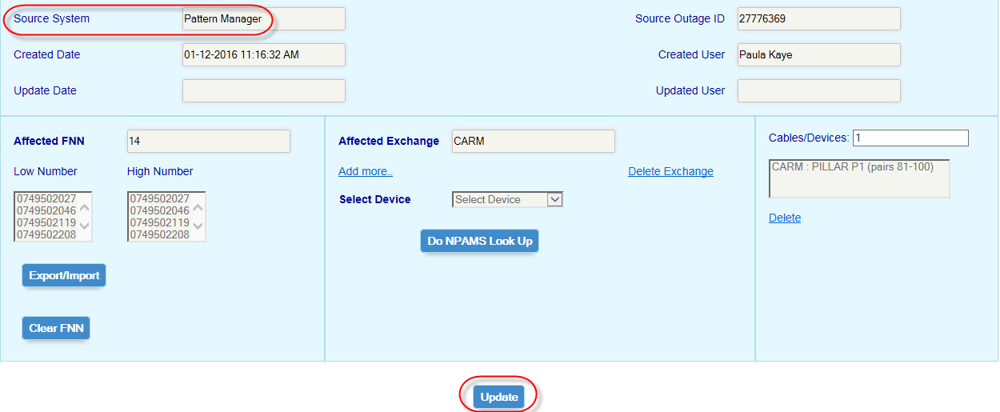 Source System Pattern Manager Source Outage ID 27776369
Created Date 01-12-2016 11:16:32 AM Created User Paula Kaye
Update Date Updated User
Affected FNN 14
Low Number High Number
0749502027 0749502027
0749502046 0749502046
0749502119 0749502119
0749502208 0749502208
Export/Import
Clear FNN
Affected Exchange CARM
Add more.. Delete Exchange
Select Device Select Device
Do NPAMS Look Up
Cables/Devices: 1
CARM : PILLAR P1 (pairs 81-100)
Delete
Update